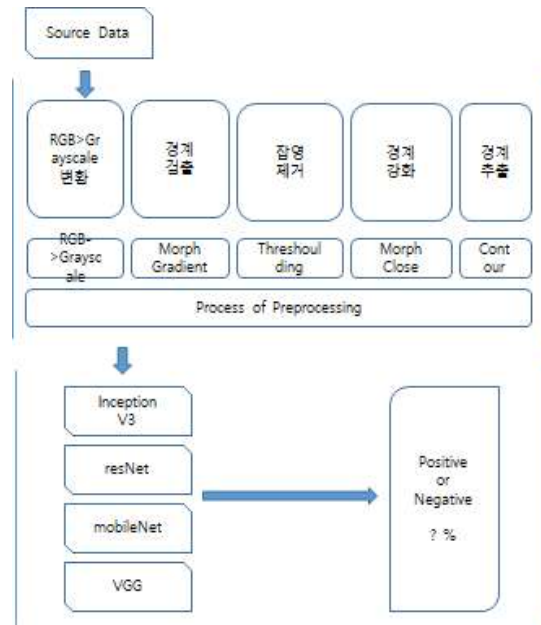 Source Data
RGB>Gr
ayscale
변환
경계
검출
잡영
제거
경계
강화
경계
추출
RGB-
>Graysc
ale
Morph
Gradient
Threshoul
ding
Morph
Close
Cont
our
Process of Preprocessing
Inception
V3
resNet
mobileNet
VGG
Positive
or
Negative
? %